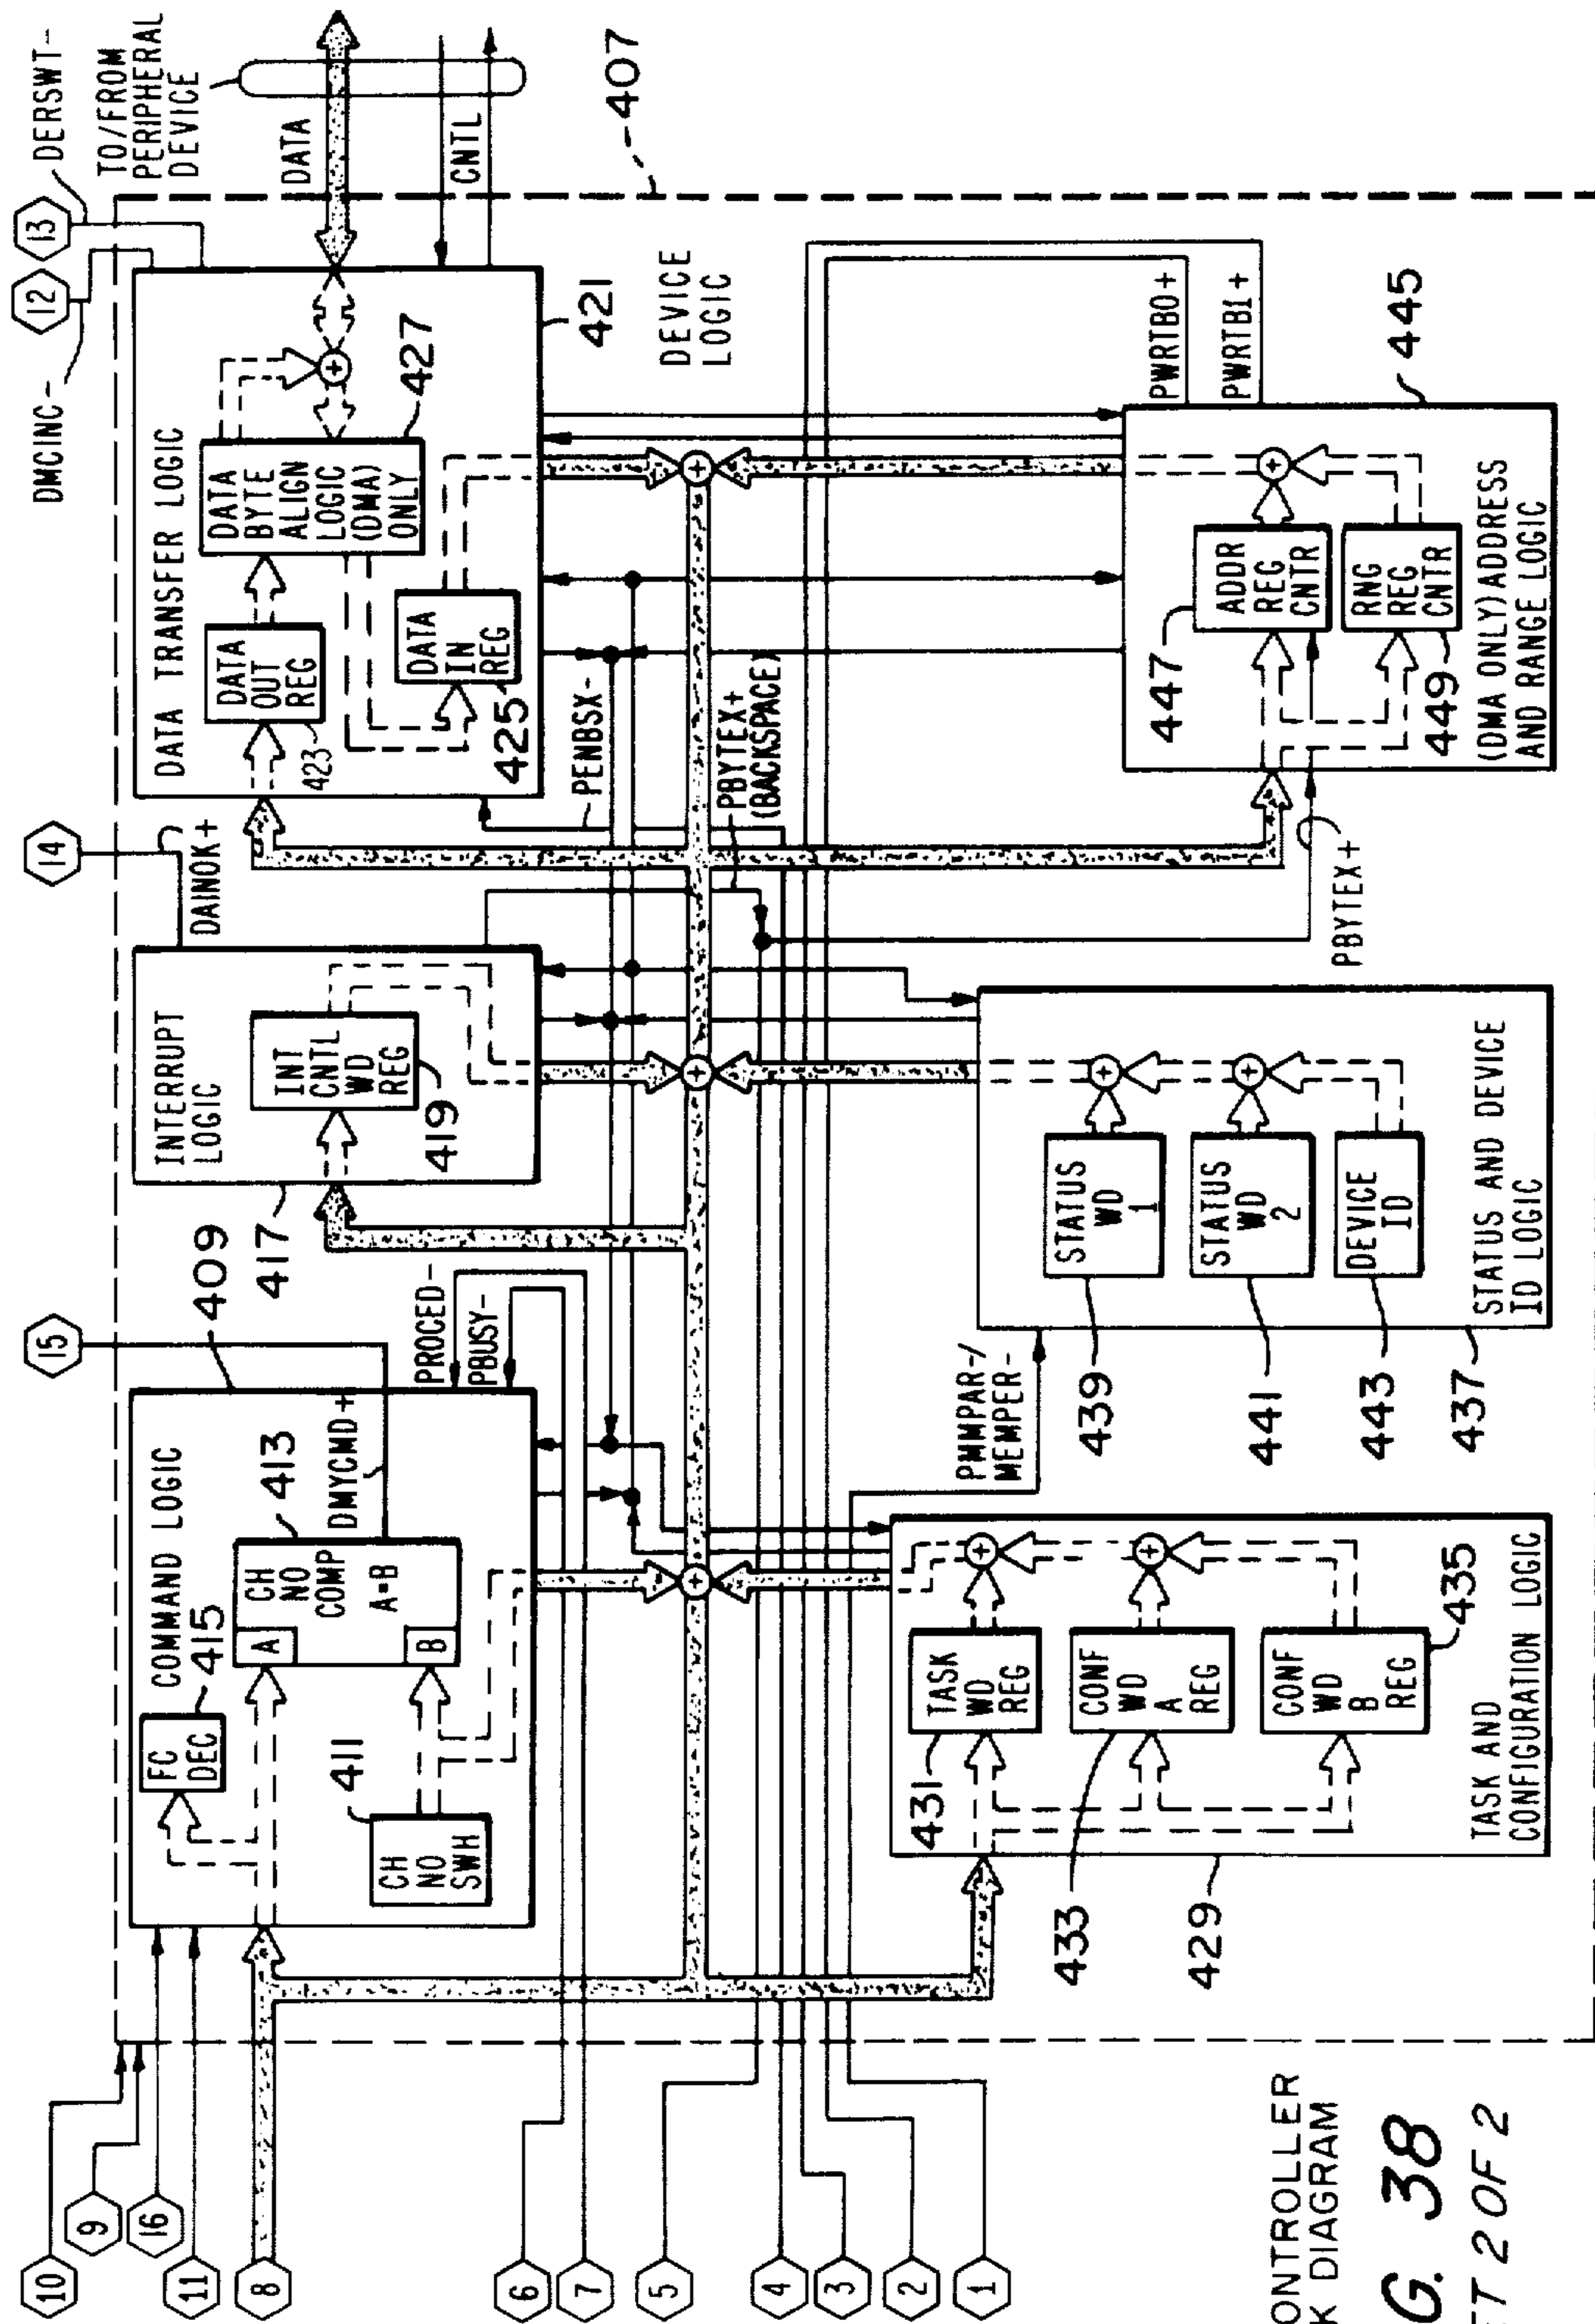 10
9
16
11
8
6
7
5
4
3
2
1
15
14
12
13
DMCINC-
DERSWT-
TO/FROM
PERIPHERAL
DEVICE
DATA
CNTL
407
DEVICE
LOGIC
409
COMMAND LOGIC
FC
DEC
415
413
CH
NO
COMP
A=B
A
B
DMYCMD+
411
CH
NO
SWH
PROCED-
PBUSY-
417
INTERRUPT
LOGIC
INT
CNTL
WD
REG
419
DAINOK+
DATA TRANSFER LOGIC
421
DATA
OUT
REG
423
DATA
BYTE
ALIGN
LOGIC
(DMA)
ONLY
427
DATA
IN
REG
425
PENBSX-
PBYTEX+
(BACKSPACE)
PBYTEX+
PWRTB0+
PWRTB1+
445
447
ADDR
REG
CNTR
RNG
REG
CNTR
449
(DMA ONLY) ADDRESS
AND RANGE LOGIC
PMMPAR-/
MEMPER-
STATUS
WD
1
439
STATUS
WD
2
441
DEVICE
ID
443
437
STATUS AND DEVICE
ID LOGIC
431
TASK
WD
REG
433
CONF
WD
A
REG
CONF
WD
B
REG
435
429
TASK AND
CONFIGURATION LOGIC
ONTROLLER
K DIAGRAM
G. 38
ET 2 OF 2